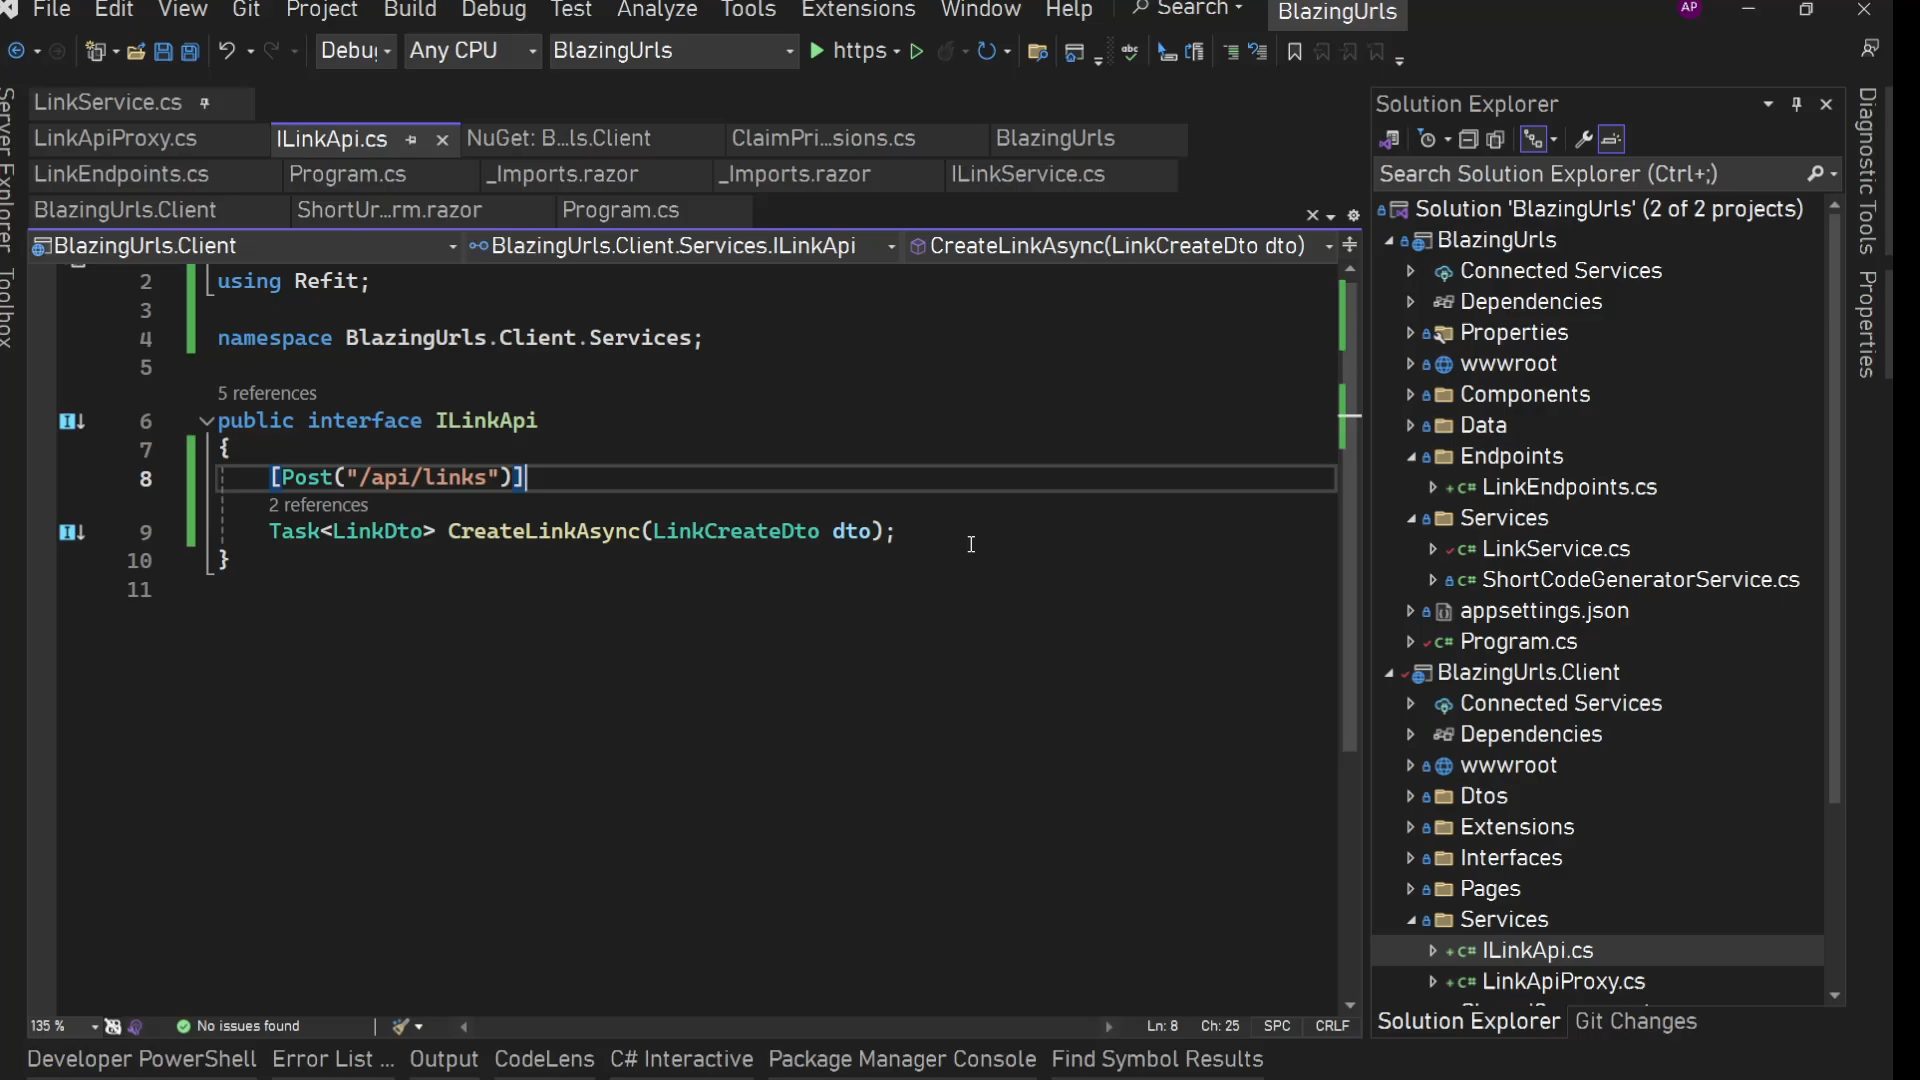 File Edit View Git Project Build Debug Test Analyze Tools Extensions Window Help Search BlazingUrls AP
Any CPU BlazingUrls https
Server Explorer
Toolbox
LinkService.cs
LinkApiProxy.cs ILinkApi.cs NuGet: B...ls.Client ClaimPri...sions.cs BlazingUrls
LinkEndpoints.cs Program.cs _Imports.razor _Imports.razor ILinkService.cs
BlazingUrls.Client ShortUr...rm.razor Program.cs
BlazingUrls.Client BlazingUrls.Client.Services.ILinkApi CreateLinkAsync(LinkCreateDto dto)
2 using Refit;
3
4 namespace BlazingUrls.Client.Services;
5
5 references
6 public interface ILinkApi
7 {
8 [Post("/api/links")]
2 references
9 Task<LinkDto> CreateLinkAsync(LinkCreateDto dto);
10 }
11
135 % No issues found Ln: 8 Ch: 25 SPC CRLF
Developer PowerShell Error List ... Output CodeLens C# Interactive Package Manager Console Find Symbol Results
Solution Explorer
Search Solution Explorer (Ctrl+;)
Solution 'BlazingUrls' (2 of 2 projects)
BlazingUrls
Connected Services
Dependencies
Properties
wwwroot
Components
Data
Endpoints
C# LinkEndpoints.cs
Services
C# LinkService.cs
C# ShortCodeGeneratorService.cs
appsettings.json
C# Program.cs
BlazingUrls.Client
Connected Services
Dependencies
wwwroot
Dtos
Extensions
Interfaces
Pages
Services
C# ILinkApi.cs
C# LinkApiProxy.cs
Solution Explorer Git Changes
Diagnostic Tools
Properties